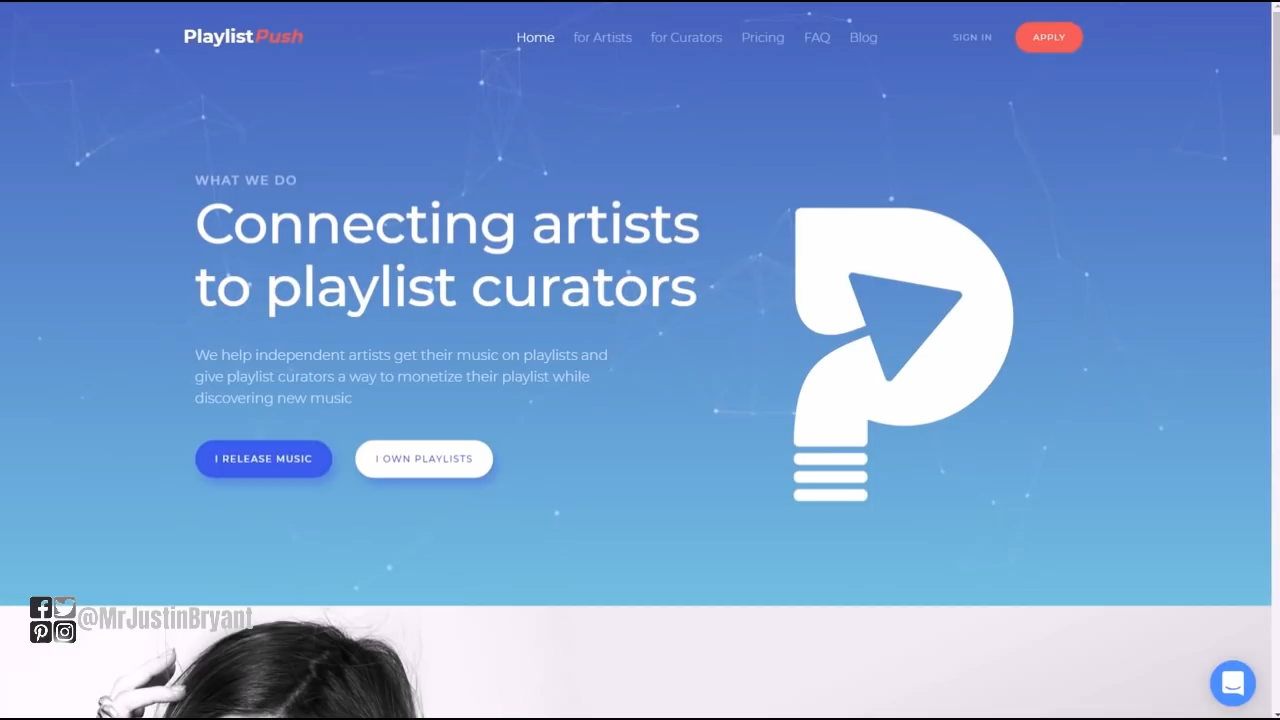 PlaylistPush
Home for Artists for Curators Pricing FAQ Blog
SIGN IN
APPLY
WHAT WE DO
Connecting artists
to playlist curators
We help independent artists get their music on playlists and
give playlist curators a way to monetize their playlist while
discovering new music
I RELEASE MUSIC
I OWN PLAYLISTS
@MrJustinBryant